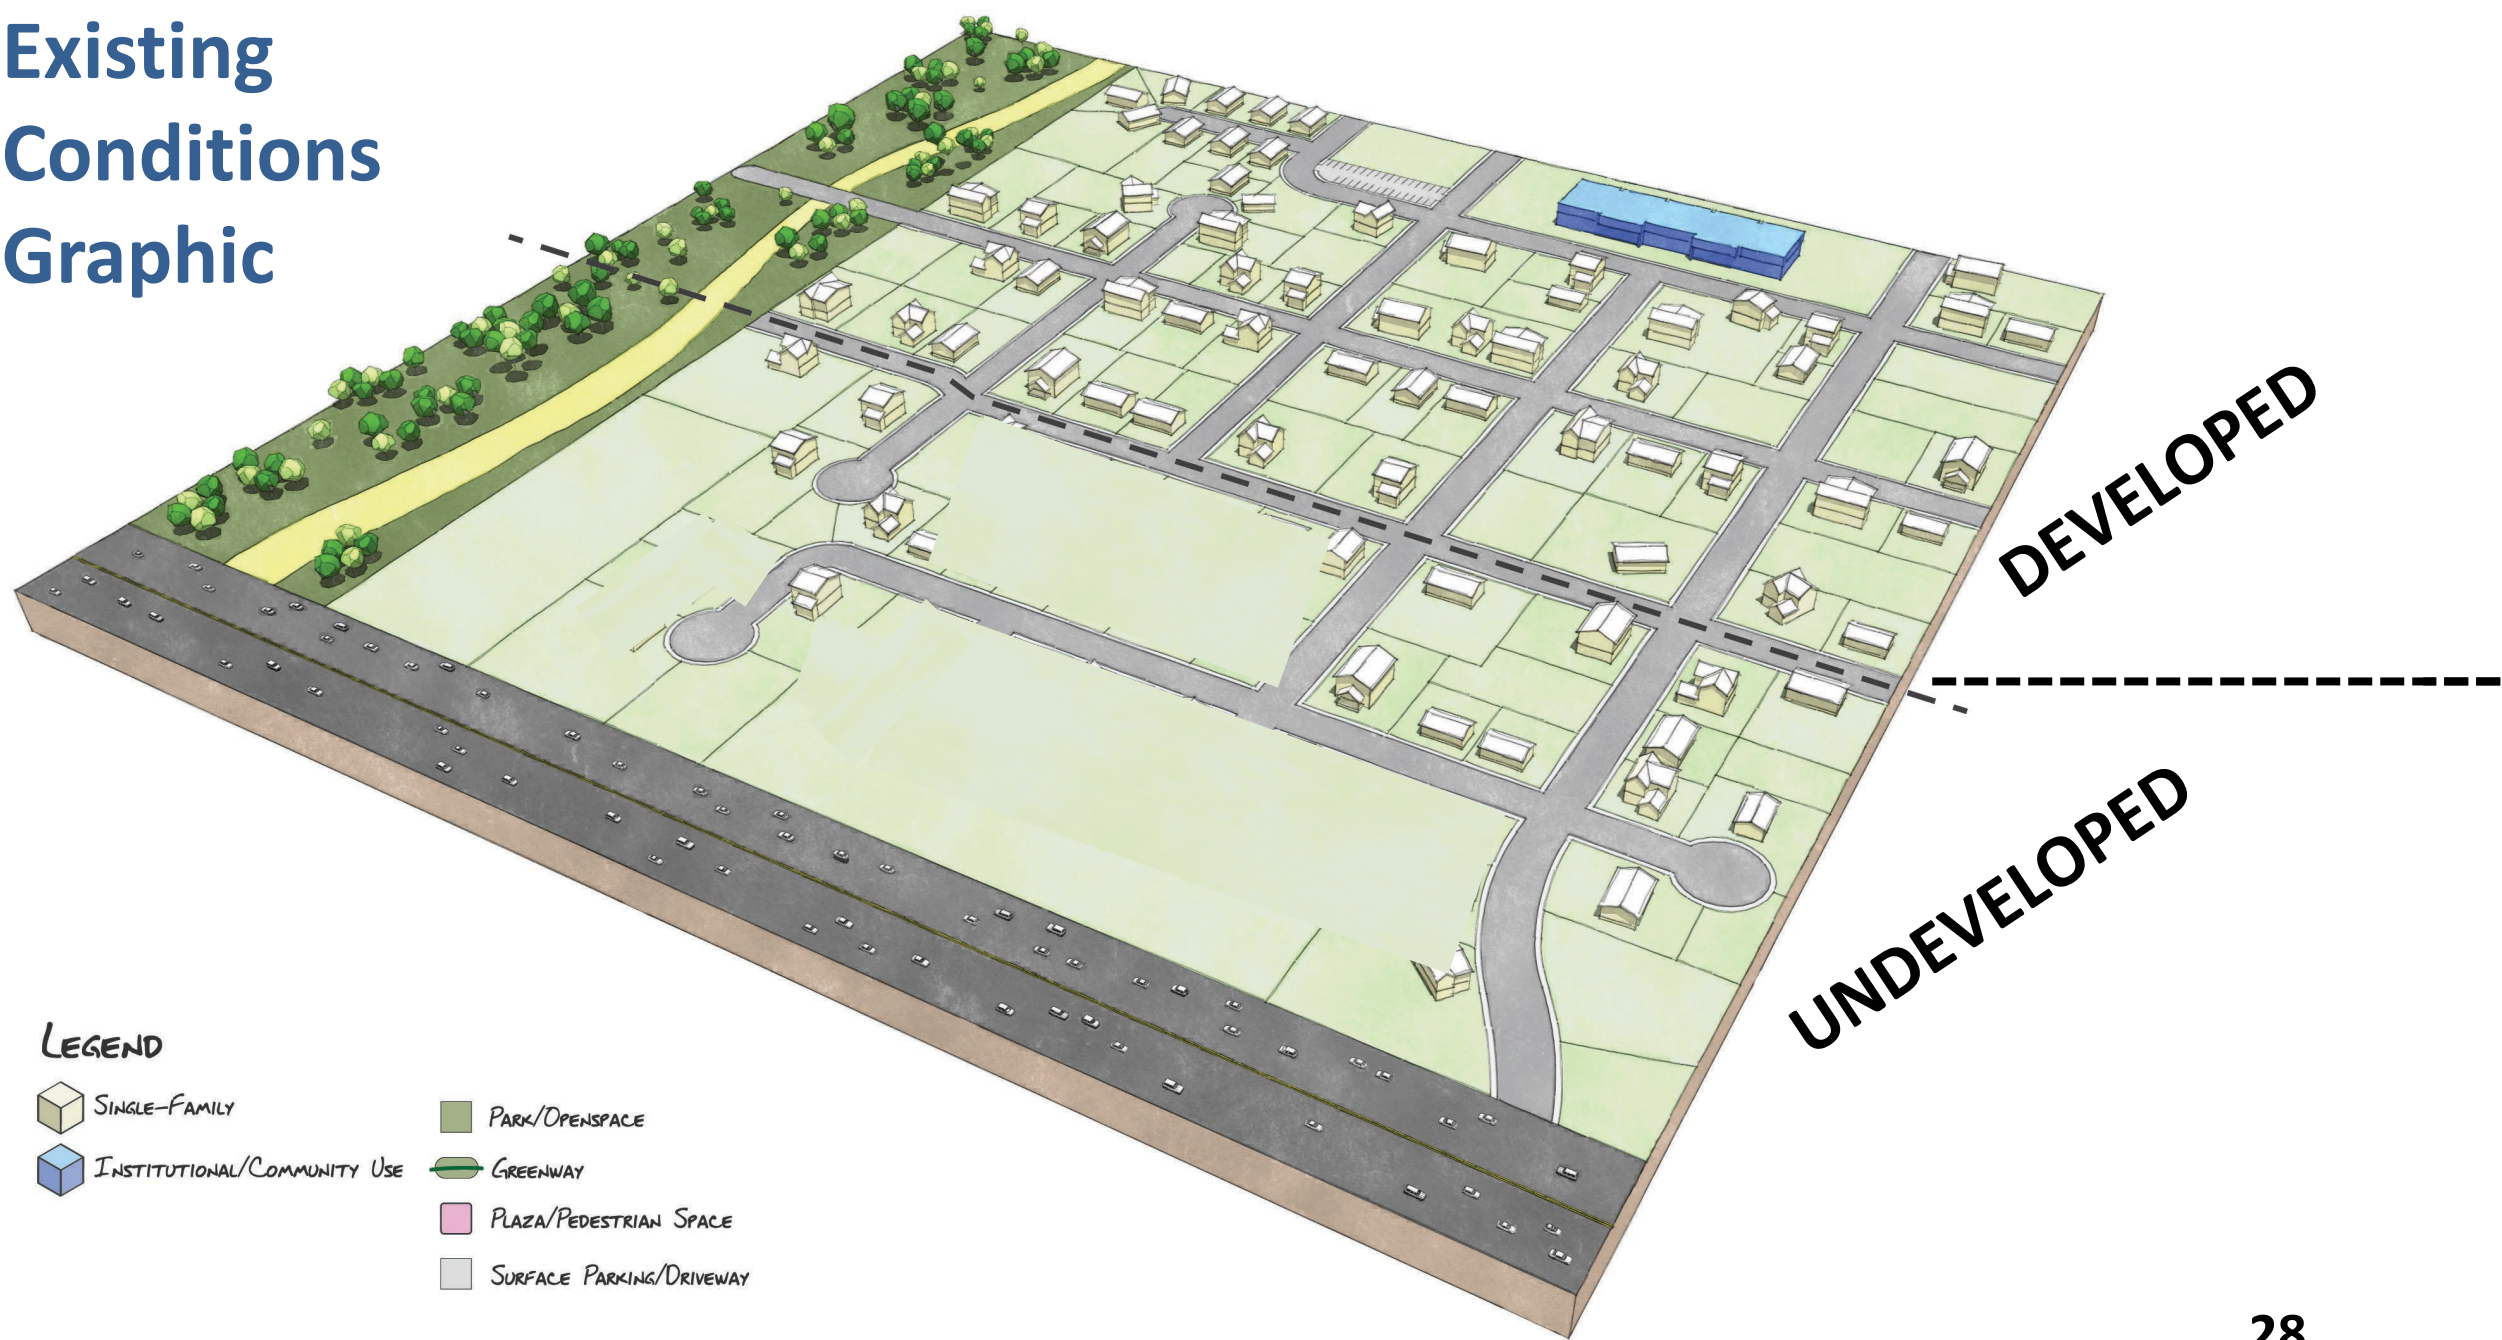 Existing
Conditions
Graphic
DEVELOPED
UNDEVELOPED
LEGEND
SINGLE-FAMILY
INSTITUTIONAL/COMMUNITY USE
PARK/OPENSPACE
GREENWAY
PLAZA/PEDESTRIAN SPACE
SURFACE PARKING/DRIVEWAY
28